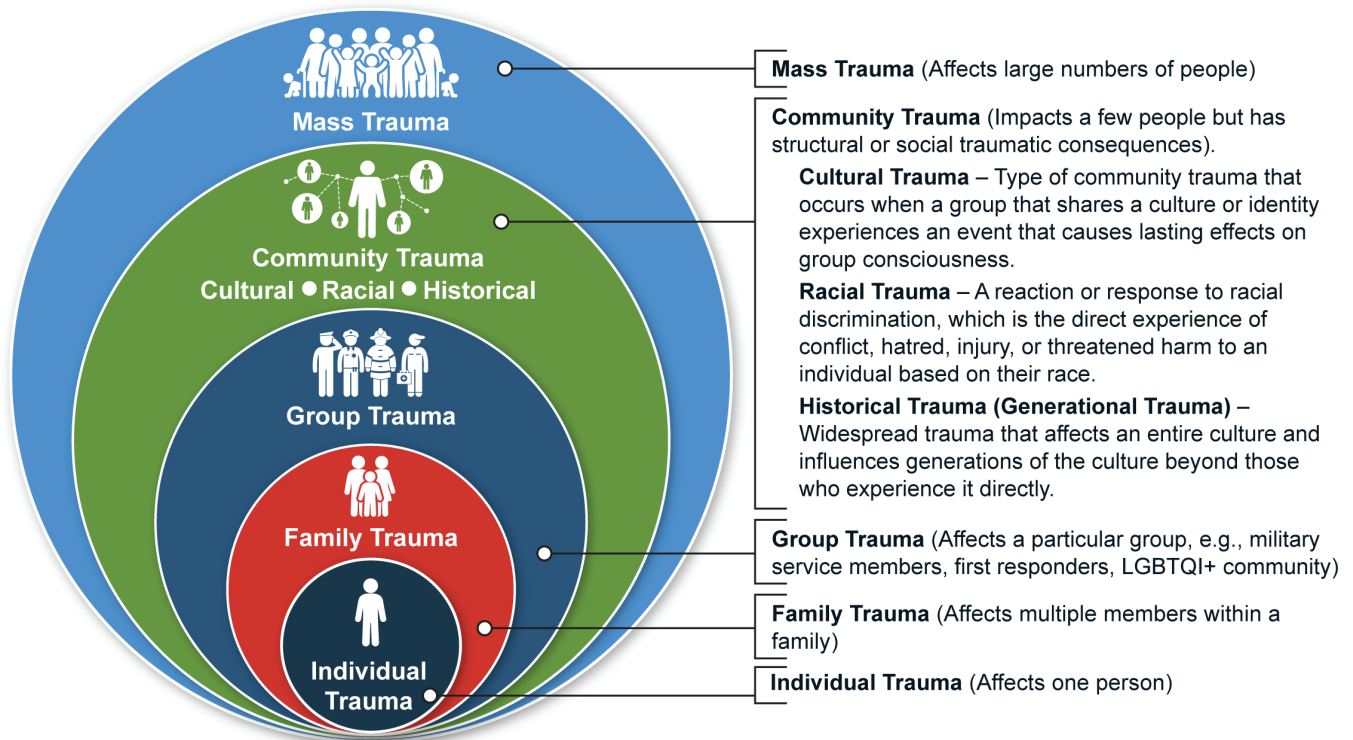 Mass Trauma
Community Trauma
Cultural ● Racial ● Historical
Group Trauma
Family Trauma
Individual
Trauma
Mass Trauma (Affects large numbers of people)
Community Trauma (Impacts a few people but has
structural or social traumatic consequences).
Cultural Trauma – Type of community trauma that
occurs when a group that shares a culture or identity
experiences an event that causes lasting effects on
group consciousness.
Racial Trauma – A reaction or response to racial
discrimination, which is the direct experience of
conflict, hatred, injury, or threatened harm to an
individual based on their race.
Historical Trauma (Generational Trauma) –
Widespread trauma that affects an entire culture and
influences generations of the culture beyond those
who experience it directly.
Group Trauma (Affects a particular group, e.g., military
service members, first responders, LGBTQI+ community)
Family Trauma (Affects multiple members within a
family)
Individual Trauma (Affects one person)